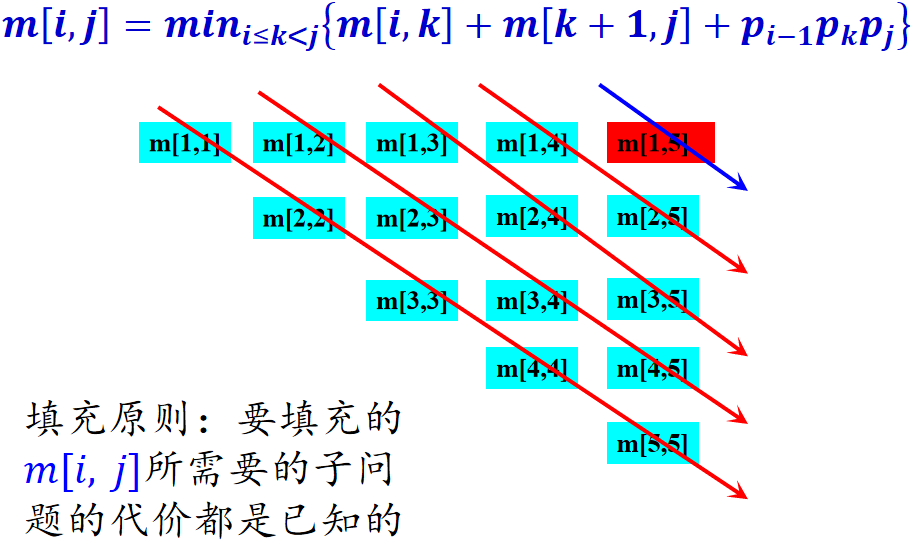 m[i,j] = min_{i≤k<j}{m[i,k] + m[k+1,j] + p_{i-1}p_kp_j}
m[1,1] m[1,2] m[1,3] m[1,4] m[1,5]
m[2,2] m[2,3] m[2,4] m[2,5]
m[3,3] m[3,4] m[3,5]
m[4,4] m[4,5]
m[5,5]
填充原则：要填充的
m[i, j]所需要的子问
题的代价都是已知的